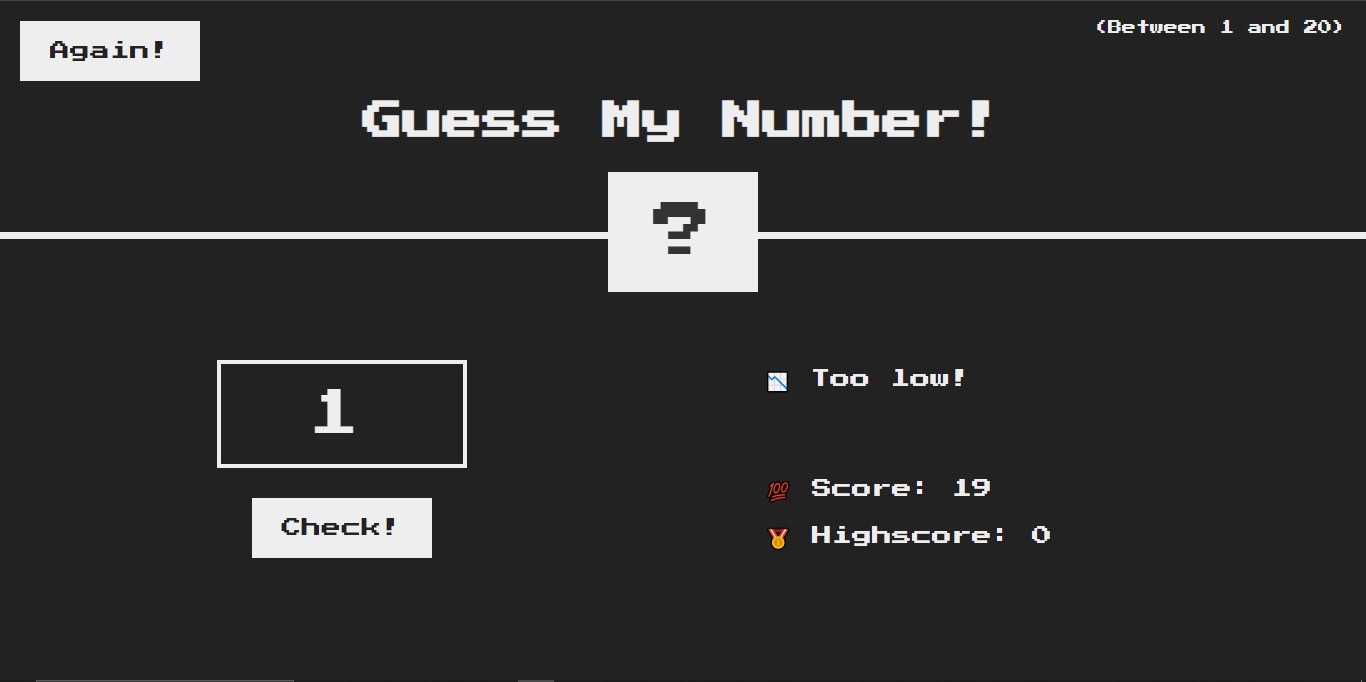 Again!
(Between 1 and 20)
Guess My Number!
?
1
Check!
📉 Too low!
💯 Score: 19
🥇 Highscore: 0